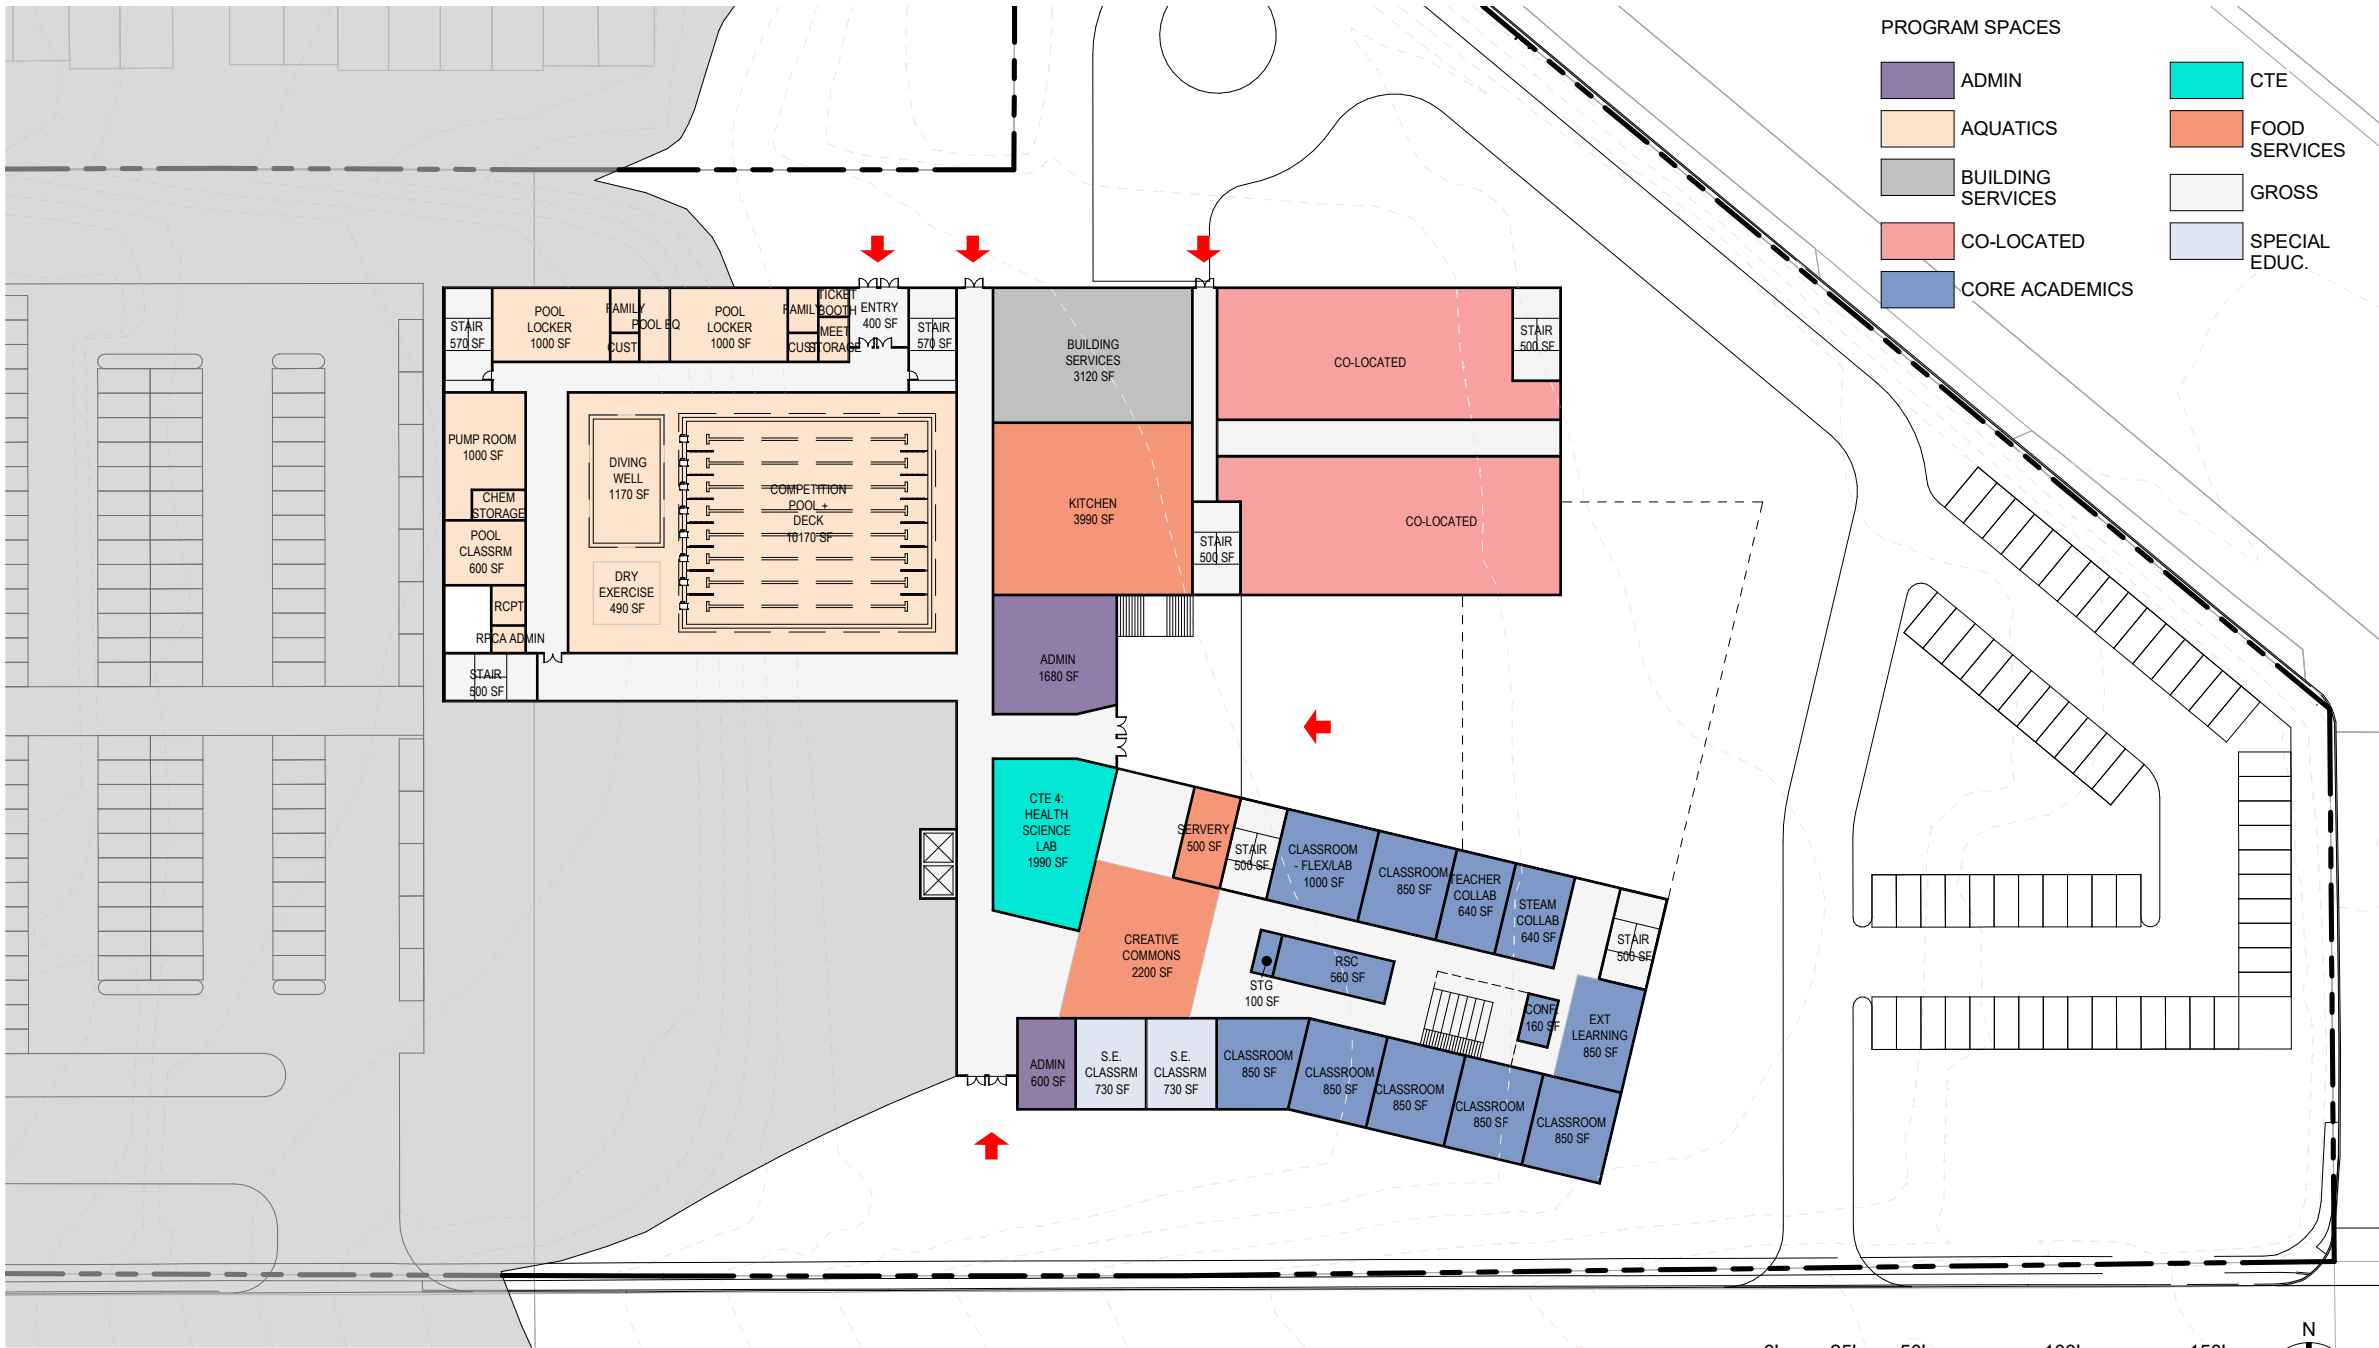 PROGRAM SPACES
ADMIN
AQUATICS
BUILDING
SERVICES
CO-LOCATED
CORE ACADEMICS
CTE
FOOD
SERVICES
GROSS
SPECIAL
EDUC.
STAIR
570 SF
POOL
LOCKER
1000 SF
FAMILY
CUST
POOL EQ
POOL
LOCKER
1000 SF
FAMILY
CUST
TICKET
BOOTH
MEET
STORAGE
ENTRY
400 SF
STAIR
570 SF
BUILDING
SERVICES
3120 SF
CO-LOCATED
STAIR
500 SF
PUMP ROOM
1000 SF
CHEM
STORAGE
POOL
CLASSRM
600 SF
RCPT
RPCA ADMIN
STAIR
500 SF
DIVING
WELL
1170 SF
DRY
EXERCISE
490 SF
COMPETITION
POOL +
DECK
10170 SF
KITCHEN
3990 SF
STAIR
500 SF
CO-LOCATED
ADMIN
1680 SF
CTE 4:
HEALTH
SCIENCE
LAB
1990 SF
SERVERY
500 SF
STAIR
500 SF
CLASSROOM
- FLEX/LAB
1000 SF
CLASSROOM
850 SF
TEACHER
COLLAB
640 SF
STEAM
COLLAB
640 SF
STAIR
500 SF
CREATIVE
COMMONS
2200 SF
STG
100 SF
RSC
560 SF
CONF.
160 SF
EXT
LEARNING
850 SF
ADMIN
600 SF
S.E.
CLASSRM
730 SF
S.E.
CLASSRM
730 SF
CLASSROOM
850 SF
CLASSROOM
850 SF
CLASSROOM
850 SF
CLASSROOM
850 SF
CLASSROOM
850 SF
N